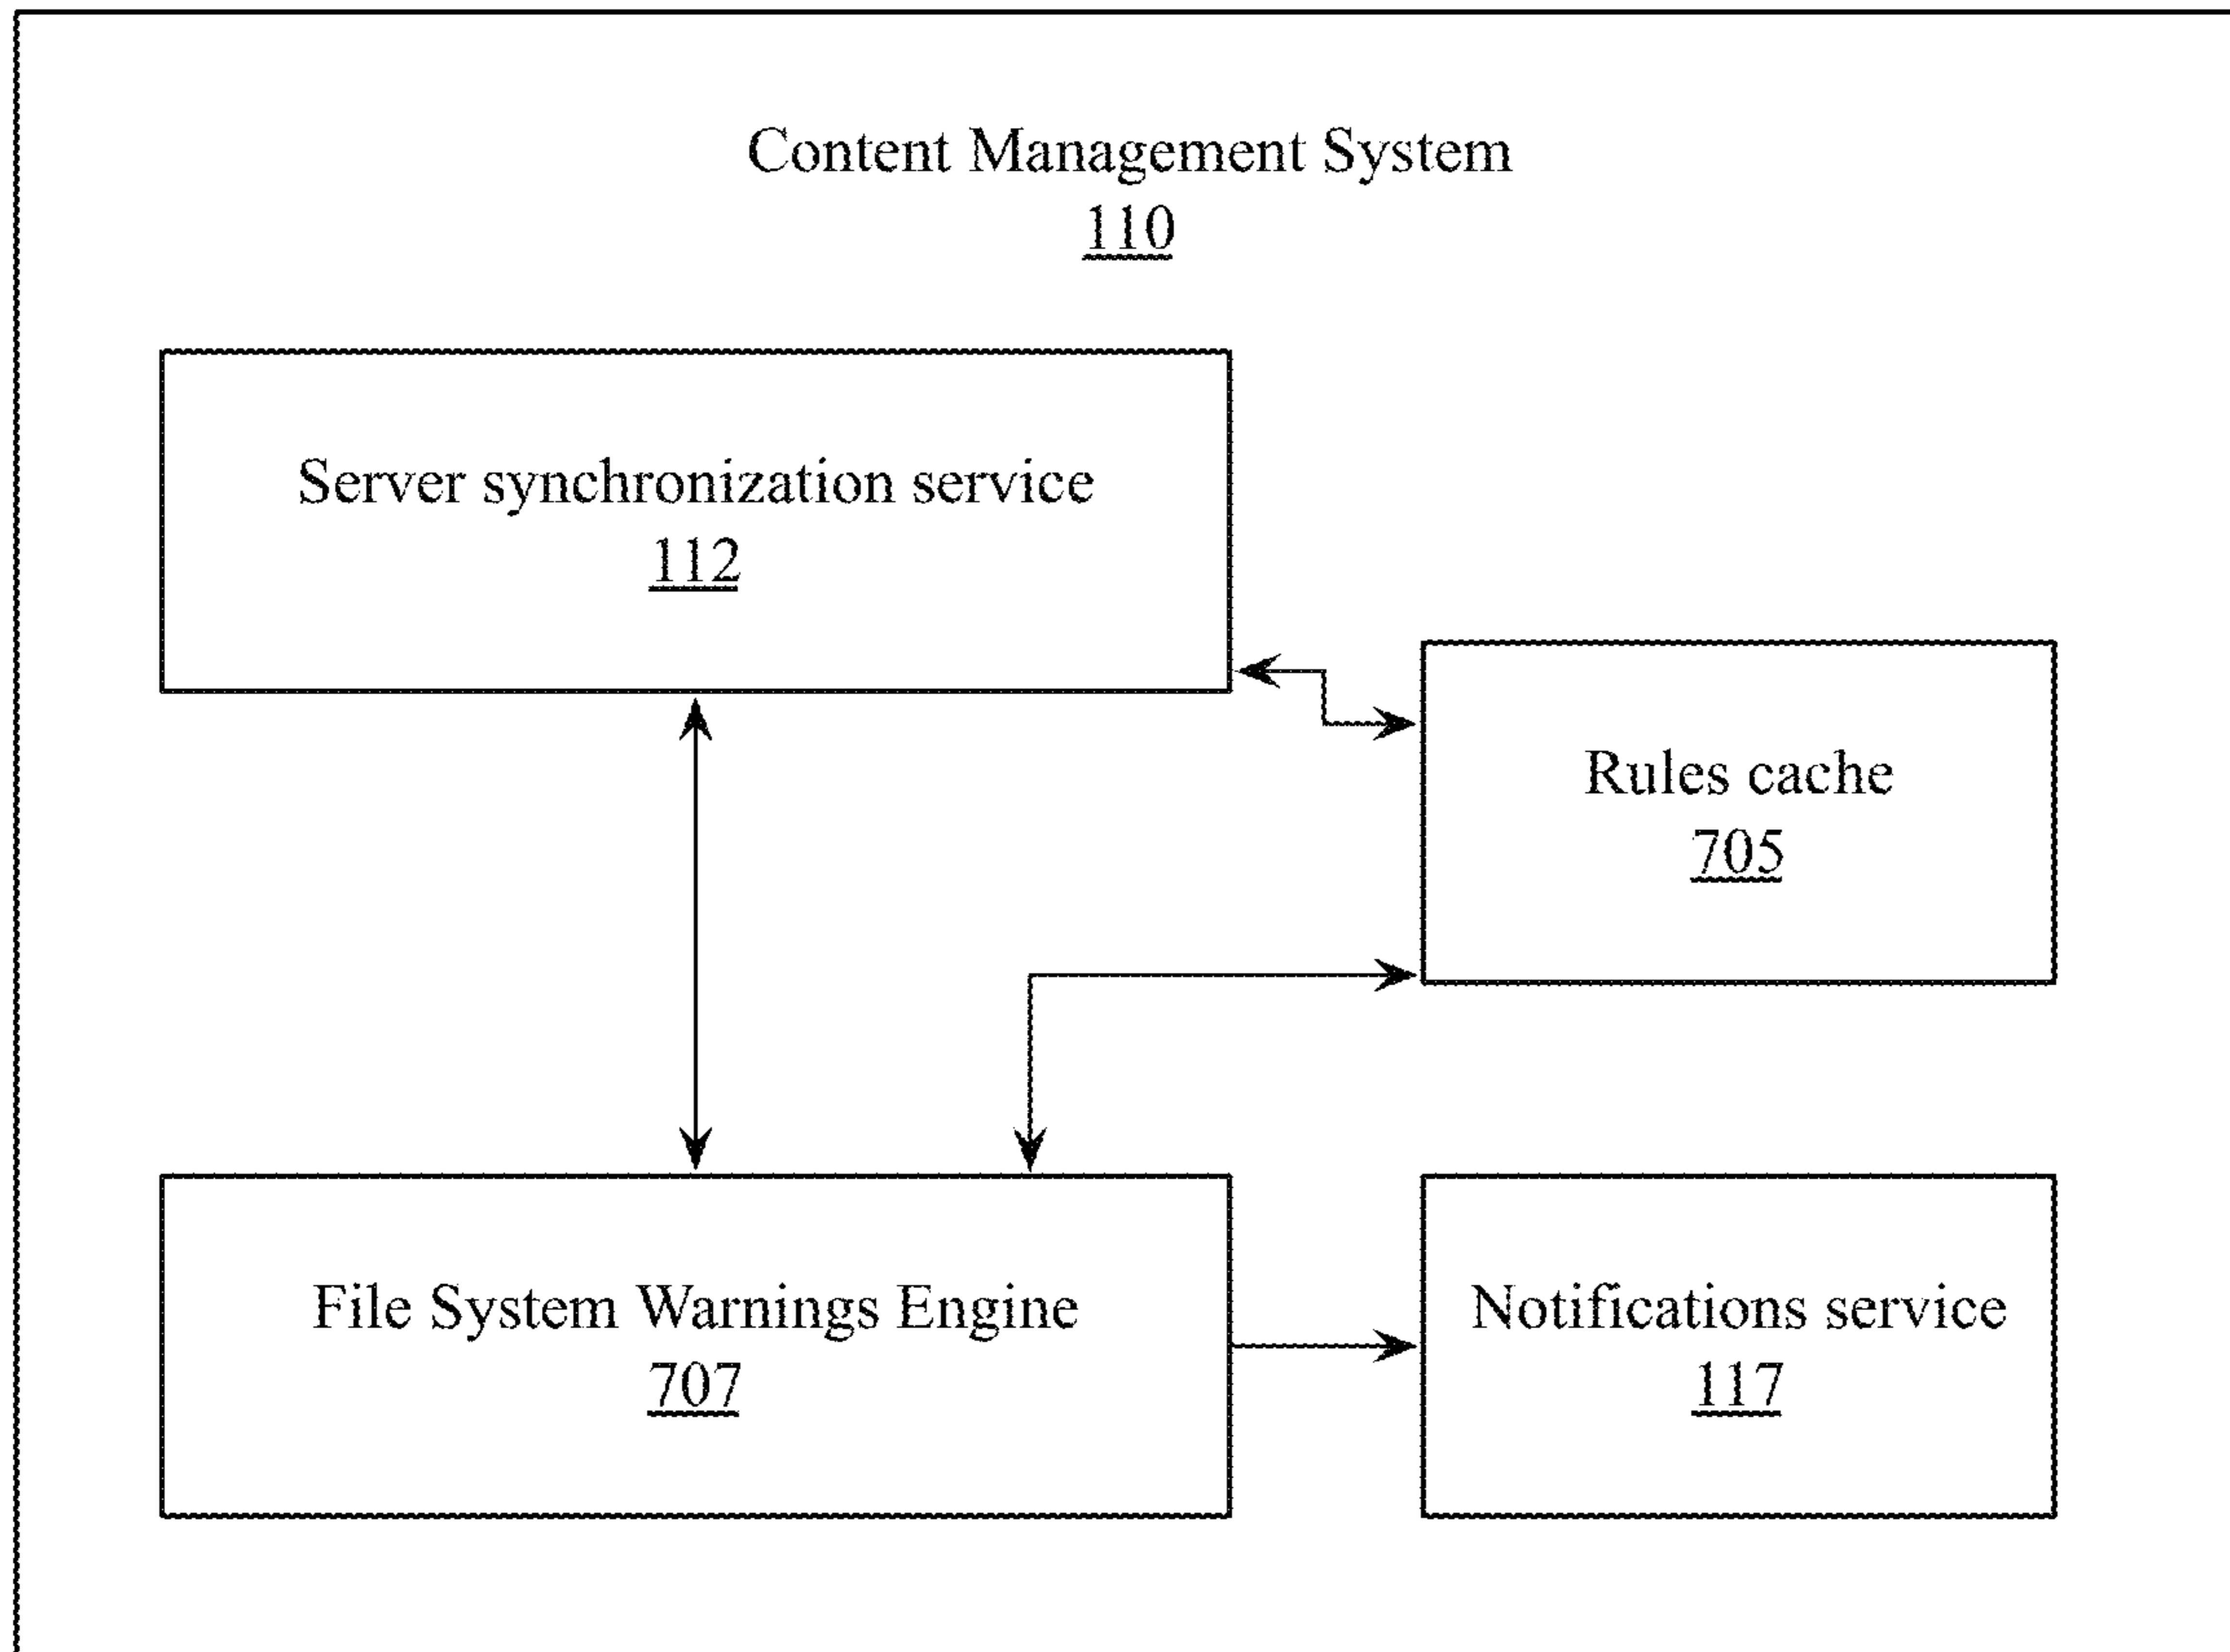 Content Management System
110
Server synchronization service
112
Rules cache
705
File System Warnings Engine
707
Notifications service
117